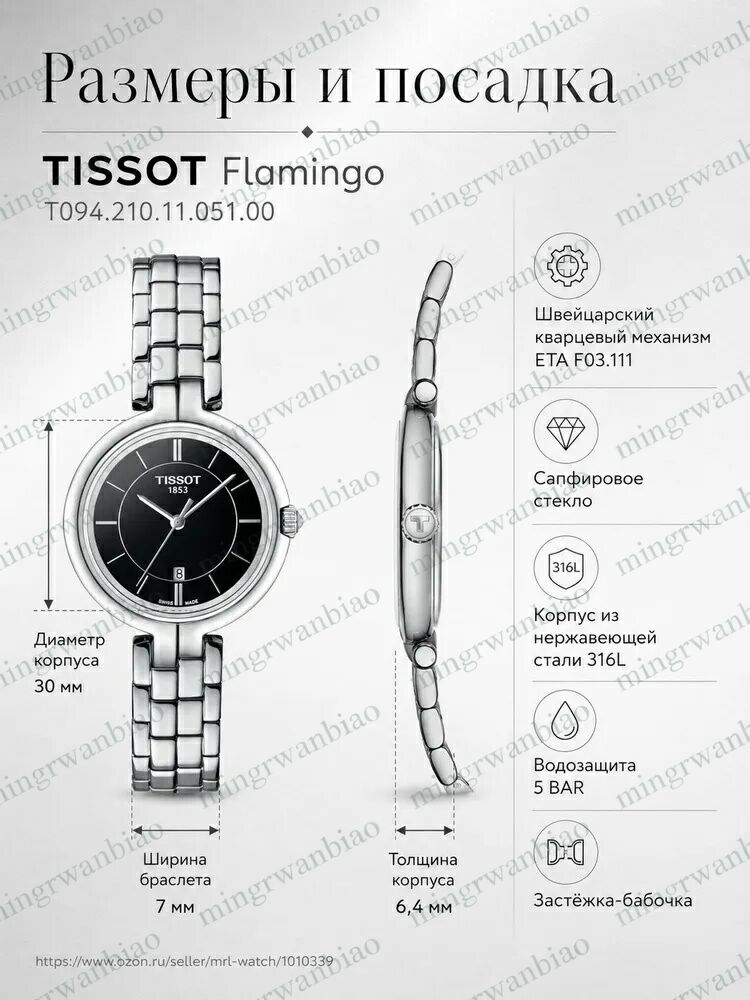 Размеры и посадка
TISSOT Flamingo
T094.210.11.051.00
TISSOT
1853
8
SWISS MADE
Диаметр
корпуса
30 мм
Ширина
браслета
7 мм
T
Толщина
корпуса
6,4 мм
Швейцарский
кварцевый механизм
ETA F03.111
Сапфировое
стекло
316L
Корпус из
нержавеющей
стали 316L
Водозащита
5 BAR
Застёжка-бабочка
https://www.ozon.ru/seller/mrl-watch/1010339
mingrwanbiao